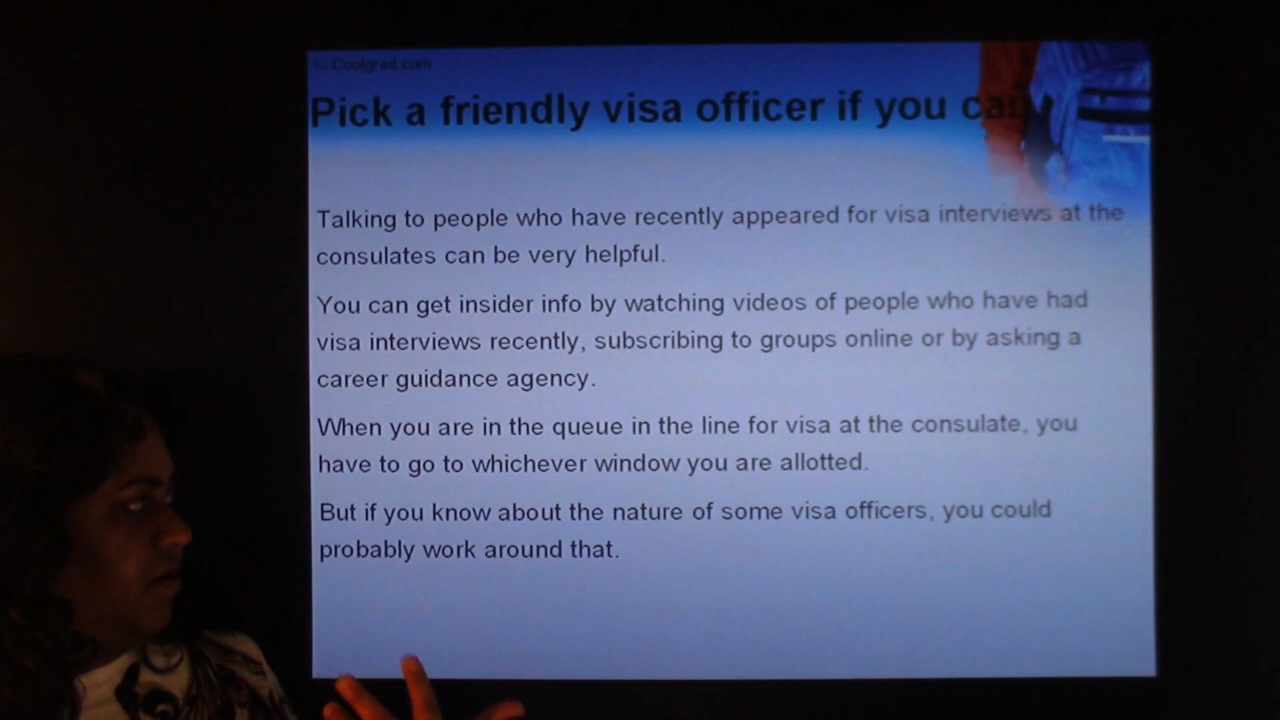 © Coolgrad.com
Pick a friendly visa officer if you can
Talking to people who have recently appeared for visa interviews at the
consulates can be very helpful.
You can get insider info by watching videos of people who have had
visa interviews recently, subscribing to groups online or by asking a
career guidance agency.
When you are in the queue in the line for visa at the consulate, you
have to go to whichever window you are allotted.
But if you know about the nature of some visa officers, you could
probably work around that.